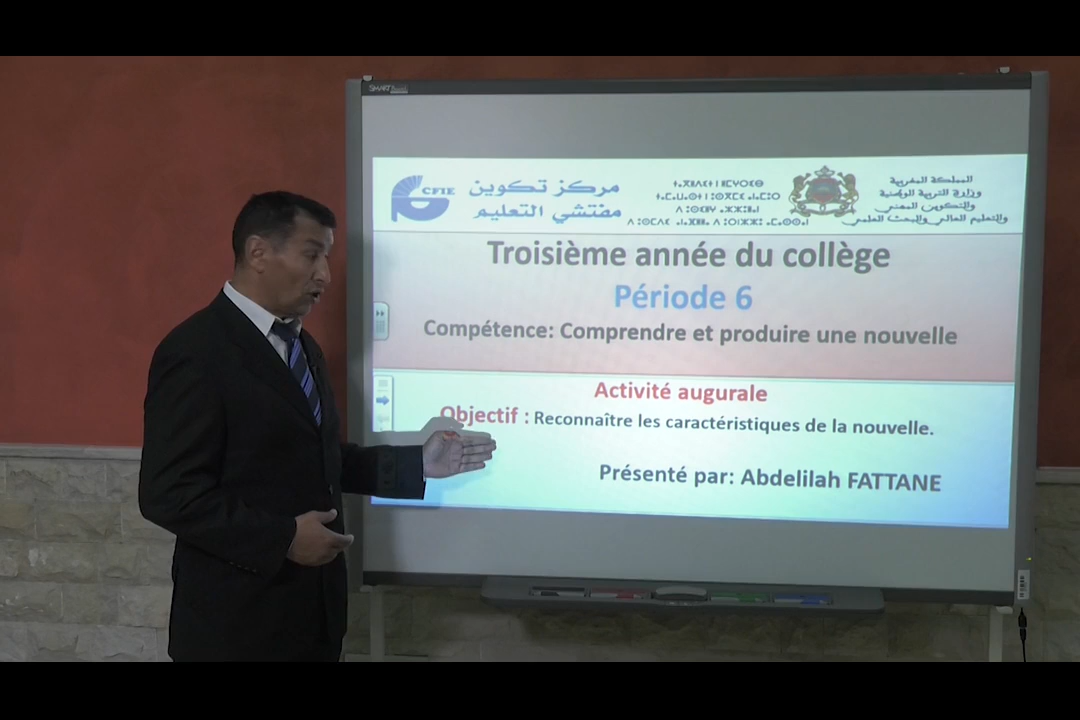 SMART
CFIE
مركز تكوين
مفتشي التعليم
المملكة المغربية
وزارة التربية الوطنية
والتكوين المهني
والتعليم العالي والبحث العلمي
Troisième année du collège
Période 6
Compétence: Comprendre et produire une nouvelle
Activité augurale
Objectif : Reconnaître les caractéristiques de la nouvelle.
Présenté par: Abdelilah FATTANE